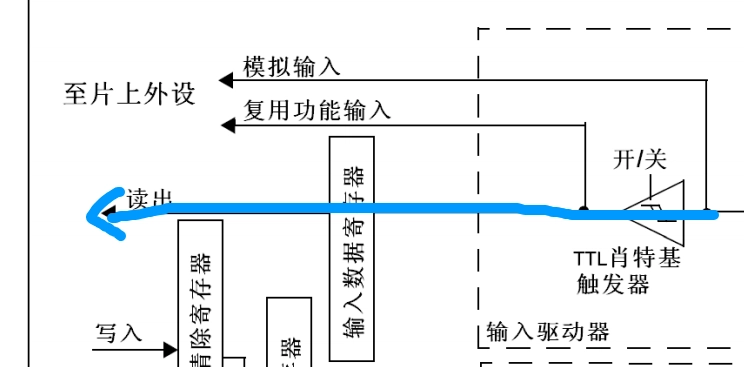 模拟输入
至片上外设
复用功能输入
开/关
读出
输入数据寄存器
TTL肖特基
触发器
清除寄存器
输入驱动器
写入
器